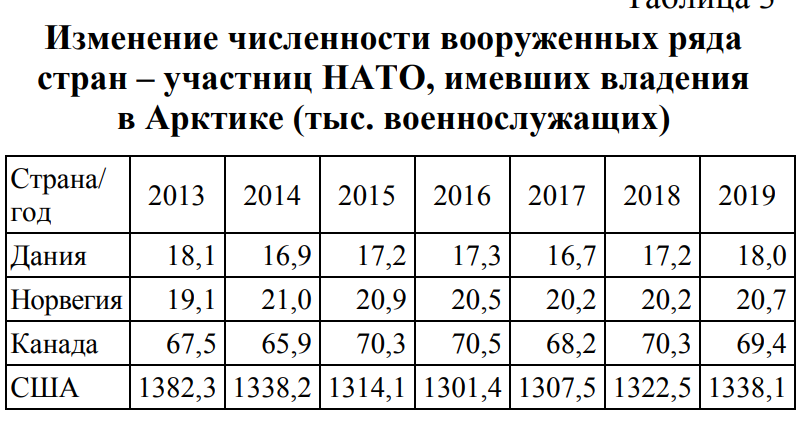 Таблица 3
Изменение численности вооруженных ряда
стран – участниц НАТО, имевших владения
в Арктике (тыс. военнослужащих)
Страна/
год 2013 2014 2015 2016 2017 2018 2019
Дания 18,1 16,9 17,2 17,3 16,7 17,2 18,0
Норвегия 19,1 21,0 20,9 20,5 20,2 20,2 20,7
Канада 67,5 65,9 70,3 70,5 68,2 70,3 69,4
США 1382,3 1338,2 1314,1 1301,4 1307,5 1322,5 1338,1